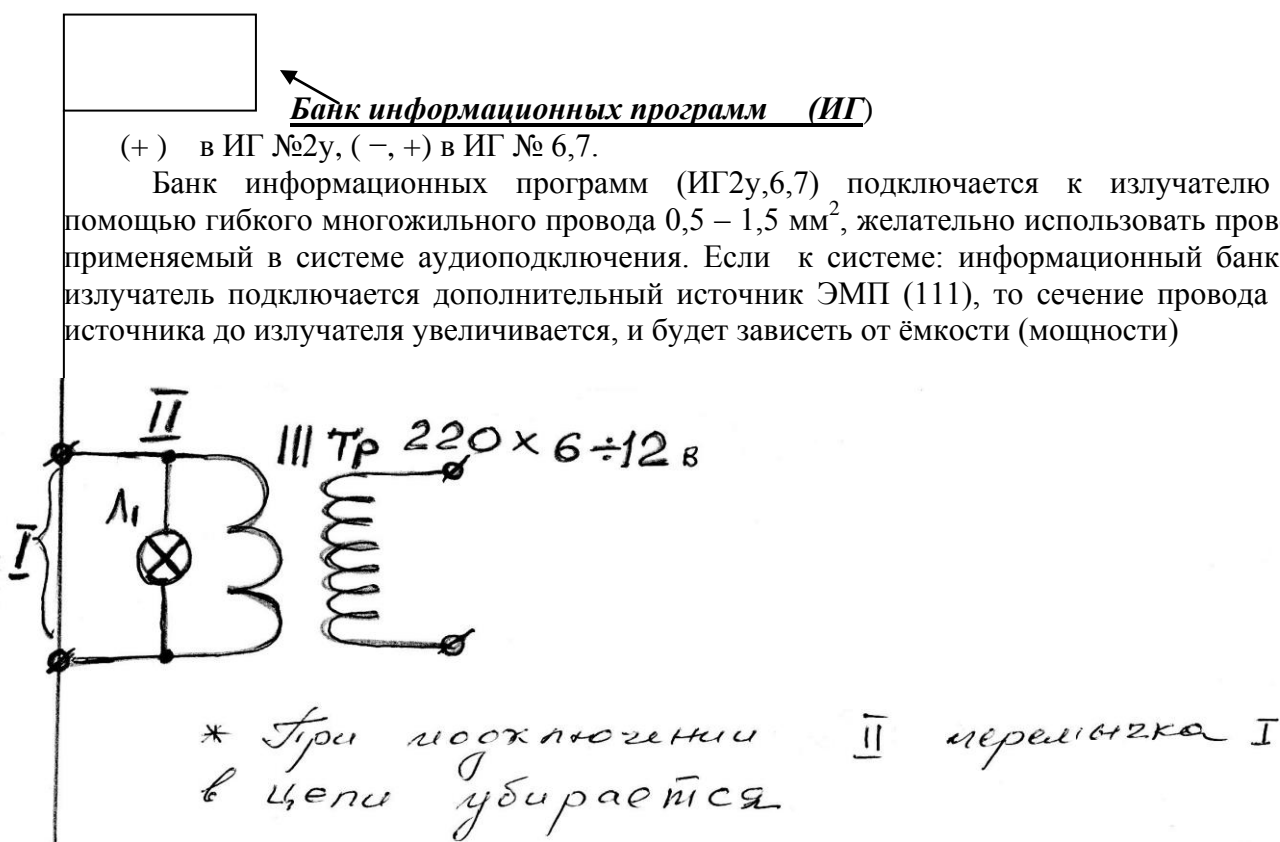 Банк информационных программ (ИГ)
(+ ) в ИГ №2у, ( −, +) в ИГ № 6,7.
Банк информационных программ (ИГ2у,6,7) подключается к излучателю
помощью гибкого многожильного провода 0,5 – 1,5 мм², желательно использовать пров
применяемый в системе аудиоподключения. Если к системе: информационный банк
излучатель подключается дополнительный источник ЭМП (111), то сечение провода
источника до излучателя увеличивается, и будет зависеть от ёмкости (мощности)
II
III Тр 220 × 6 ÷ 12 в
Л1
I
* При подключении II перемычка I
в цепи убирается